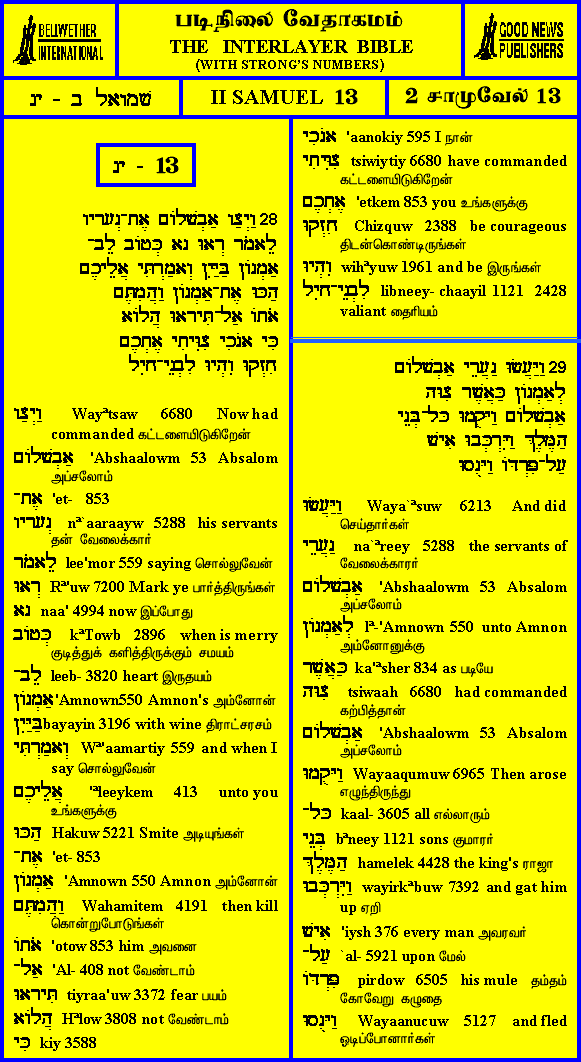 BELLWETHER
INTERNATIONAL
படிநிலை வேதாகமம்
THE INTERLAYER BIBLE
(WITH STRONG'S NUMBERS)
GOOD NEWS
PUBLISHERS
שמואל ב - יג
II SAMUEL 13
2 சாமுவேல் 13
13 - יג
28 וַיְצַו אַבְשָׁלוֹם אֶת־נְעָרָיו
לֵאמֹר רְאוּ נָא כְּטוֹב לֵב־
אַמְנוֹן בַּיַּיִן וְאָמַרְתִּי אֲלֵיכֶם
הַכּוּ אֶת־אַמְנוֹן וַהֲמִתֶּם
אֹתוֹ אַל־תִּירָאוּ הֲלוֹא
כִּי אָנֹכִי צִוִּיתִי אֶתְכֶם
חִזְקוּ וִהְיוּ לִבְנֵי־חָיִל
וַיְצַו Wayªtsaw 6680 Now had
commanded கட்டளையிடுகிறேன்
אַבְשָׁלוֹם 'Abshaalowm 53 Absalom
அப்சலோம்
אֶת־ 'et- 853
נְעָרָיו nª`aaraayw 5288 his servants
தன் வேலைக்கார்
לֵאמֹר lee'mor 559 saying சொல்லுவேன்
רְאוּ Rª'uw 7200 Mark ye பார்த்திருங்கள்
נָא naa' 4994 now இப்போது
כְּטוֹב kªTowb 2896 when is merry
குடித்துக் களித்திருக்கும் சமயம்
לֵב־ leeb- 3820 heart இருதயம்
אַמְנוֹן 'Amnown550 Amnon's அம்னோன்
בַּיַּיִן bayayin 3196 with wine திராட்சரசம்
וְאָמַרְתִּי Wª'aamartiy 559 and when I
say சொல்லுவேன்
אֲלֵיכֶם 'ªleeykem 413 unto you
உங்களுக்கு
הַכּוּ Hakuw 5221 Smite அடியுங்கள்
אֶת־ 'et- 853
אַמְנוֹן 'Amnown 550 Amnon அம்னோன்
וַהֲמִתֶּם Wahamitem 4191 then kill
கொன்றுபோடுங்கள்
אֹתוֹ 'otow 853 him அவனை
אַל־ 'Al- 408 not வேண்டாம்
תִּירָאוּ tiyraa'uw 3372 fear பயம்
הֲלוֹא Hªlow 3808 not வேண்டாம்
כִּי kiy 3588
אָנֹכִי 'aanokiy 595 I நான்
צִוִּיתִי tsiwiytiy 6680 have commanded
கட்டளையிடுகிறேன்
אֶתְכֶם 'etkem 853 you உங்களுக்கு
חִזְקוּ Chizquw 2388 be courageous
திடன்கொண்டிருங்கள்
וִהְיוּ wihªyuw 1961 and be இருங்கள்
לִבְנֵי־חָיִל libneey- chaayil 1121 2428
valiant தைரியம்
29 וַיַּעֲשׂוּ נַעֲרֵי אַבְשָׁלוֹם
לְאַמְנוֹן כַּאֲשֶׁר צִוָּה
אַבְשָׁלוֹם וַיָּקֻמוּ כָּל־בְּנֵי
הַמֶּלֶךְ וַיִּרְכְּבוּ אִישׁ
עַל־פִּרְדּוֹ וַיָּנֻסוּ
וַיַּעֲשׂוּ Waya`ªsuw 6213 And did
செய்தார்கள்
נַעֲרֵי na`ªreey 5288 the servants of
வேலைக்காரர்
אַבְשָׁלוֹם 'Abshaalowm 53 Absalom
அப்சலோம்
לְאַמְנוֹן lª-'Amnown 550 unto Amnon
அம்னோனுக்கு
כַּאֲשֶׁר ka'ªsher 834 as படியே
צִוָּה tsiwaah 6680 had commanded
கற்பித்தான்
אַבְשָׁלוֹם 'Abshaalowm 53 Absalom
அப்சலோம்
וַיָּקֻמוּ Wayaaqumuw 6965 Then arose
எழுந்திருந்து
כָּל־ kaal- 3605 all எல்லாரும்
בְּנֵי bªneey 1121 sons குமாரர்
הַמֶּלֶךְ hamelek 4428 the king's ராஜா
וַיִּרְכְּבוּ wayirkªbuw 7392 and gat him
up ஏறி
אִישׁ 'iysh 376 every man அவரவர்
עַל־ `al- 5921 upon மேல்
פִּרְדּוֹ pirdow 6505 his mule தம்தம்
கோவேறு கழுதை
וַיָּנֻסוּ Wayaanucuw 5127 and fled
ஓடிப்போனார்கள்